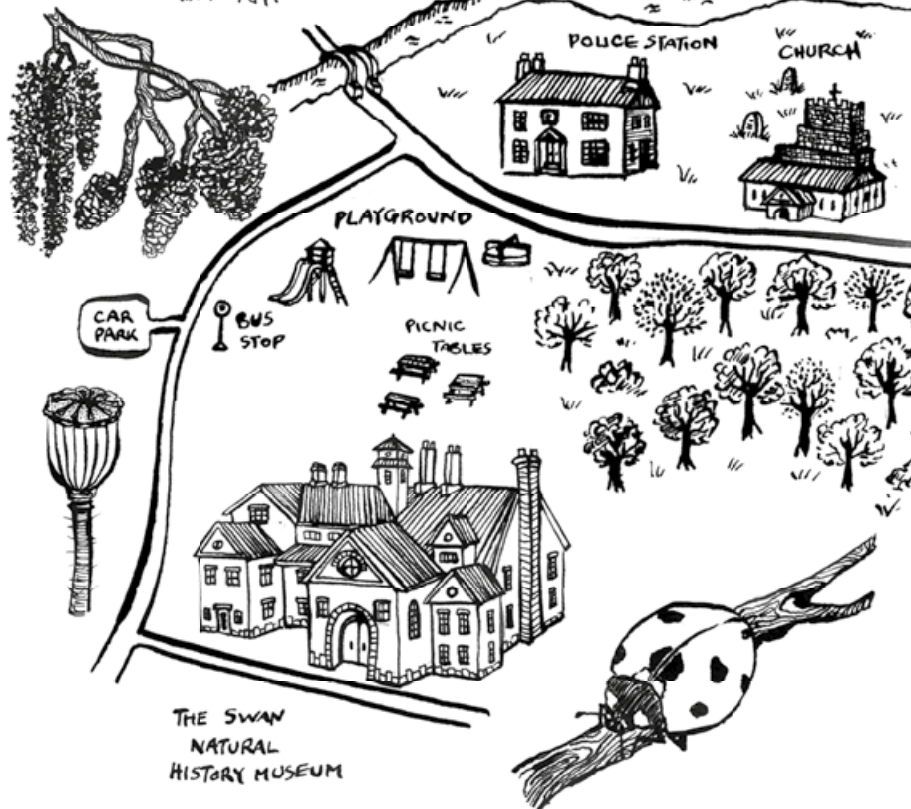 POLICE STATION
CHURCH
PLAYGROUND
CAR
PARK
BUS
STOP
PICNIC
TABLES
THE SWAN
NATURAL
HISTORY MUSEUM